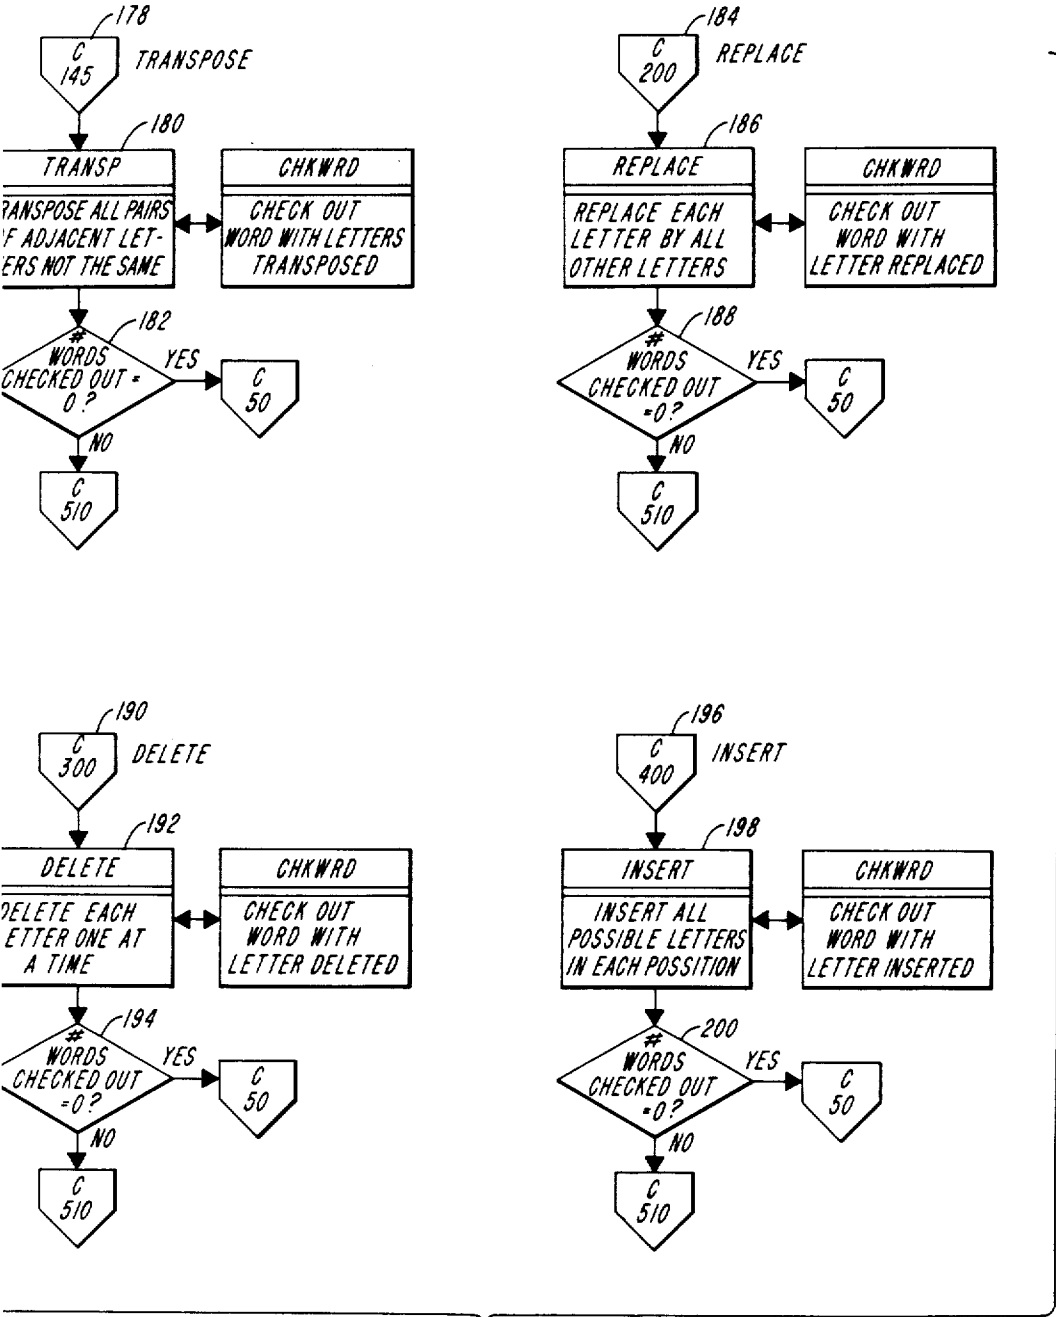 178
C
145
TRANSPOSE
180
TRANSP
RANSPOSE ALL PAIRS
F ADJACENT LET-
ERS NOT THE SAME
CHKWRD
CHECK OUT
WORD WITH LETTERS
TRANSPOSED
182
#
WORDS
CHECKED OUT =
0?
YES
C
50
NO
C
510
184
C
200
REPLACE
186
REPLACE
REPLACE EACH
LETTER BY ALL
OTHER LETTERS
CHKWRD
CHECK OUT
WORD WITH
LETTER REPLACED
188
#
WORDS
CHECKED OUT
=0?
YES
C
50
NO
C
510
190
C
300
DELETE
192
DELETE
DELETE EACH
ETTER ONE AT
A TIME
CHKWRD
CHECK OUT
WORD WITH
LETTER DELETED
194
#
WORDS
CHECKED OUT
=0?
YES
C
50
NO
C
510
196
C
400
INSERT
198
INSERT
INSERT ALL
POSSIBLE LETTERS
IN EACH POSSITION
CHKWRD
CHECK OUT
WORD WITH
LETTER INSERTED
200
#
WORDS
CHECKED OUT
=0?
YES
C
50
NO
C
510